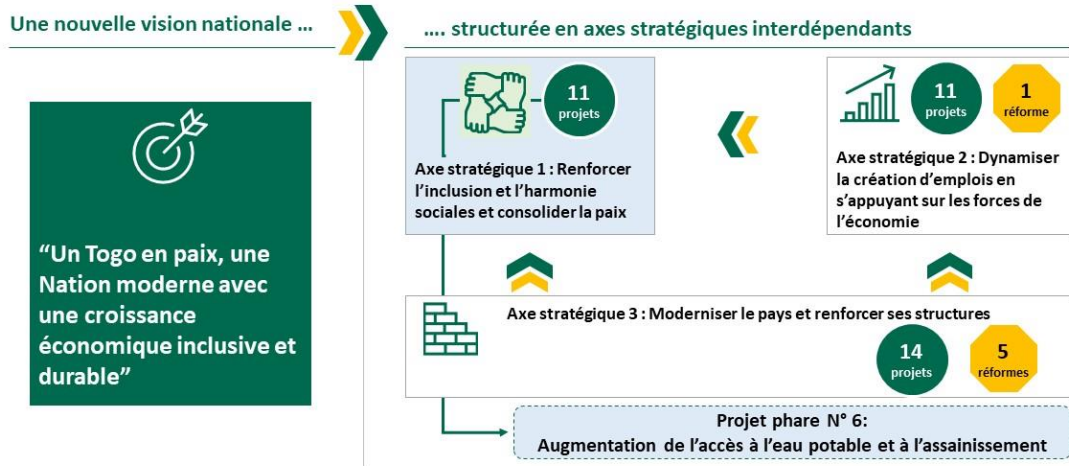 Une nouvelle vision nationale ...
.... structurée en axes stratégiques interdépendants
“Un Togo en paix, une
Nation moderne avec
une croissance
économique inclusive et
durable”
11
projets
Axe stratégique 1 : Renforcer
l’inclusion et l’harmonie
sociales et consolider la paix
11
projets
1
réforme
Axe stratégique 2 : Dynamiser
la création d’emplois en
s’appuyant sur les forces de
l’économie
Axe stratégique 3 : Moderniser le pays et renforcer ses structures
14
projets
5
réformes
Projet phare N° 6:
Augmentation de l’accès à l’eau potable et à l’assainissement